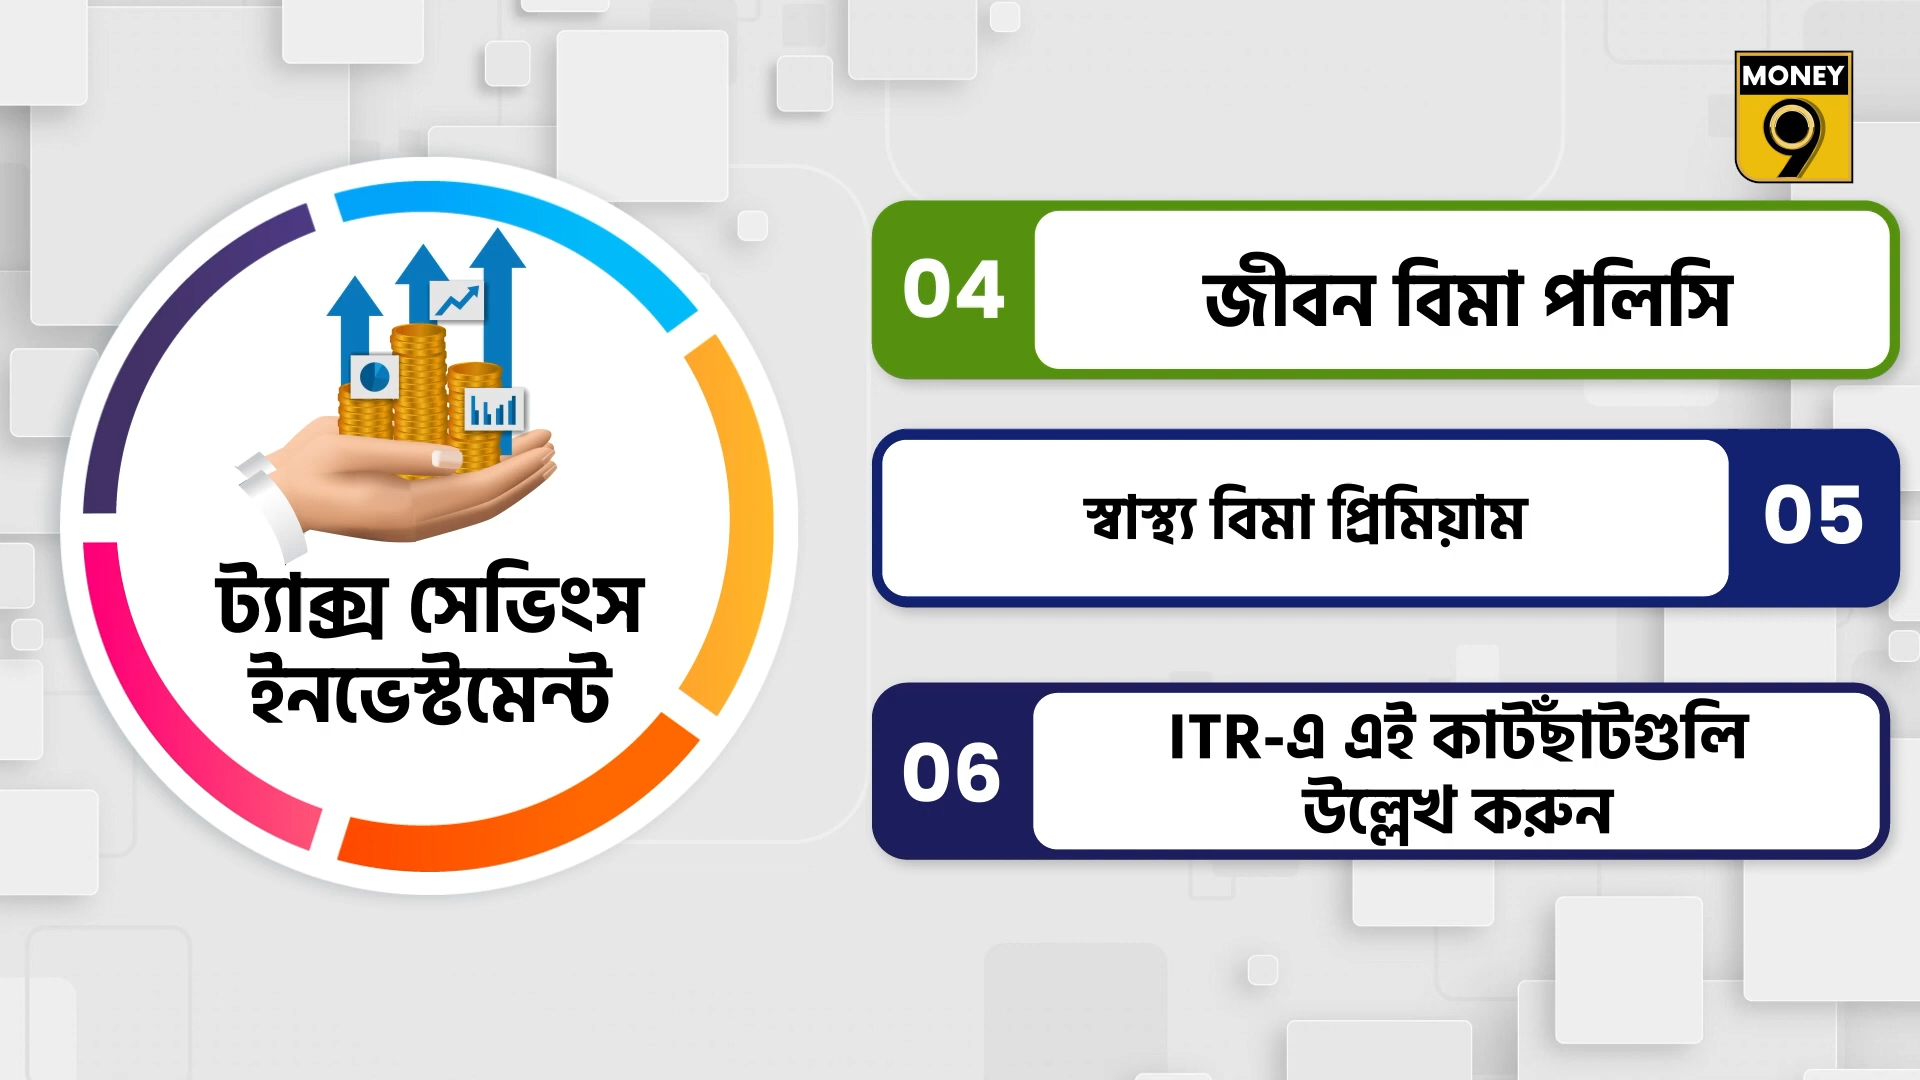 MONEY
9
ট্যাক্স সেভিংস
ইনভেস্টমেন্ট
04
জীবন বিমা পলিসি
স্বাস্থ্য বিমা প্রিমিয়াম
05
06
ITR-এ এই কাটছাঁটগুলি
উল্লেখ করুন